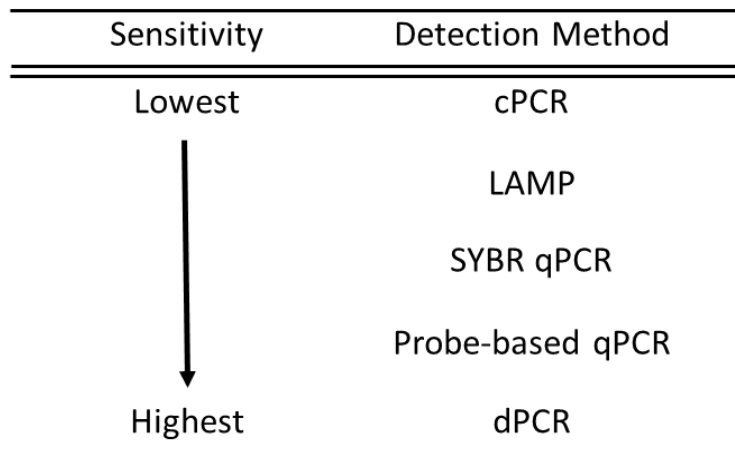 Sensitivity Detection Method
Lowest cPCR
LAMP
SYBR qPCR
Probe-based qPCR
Highest dPCR